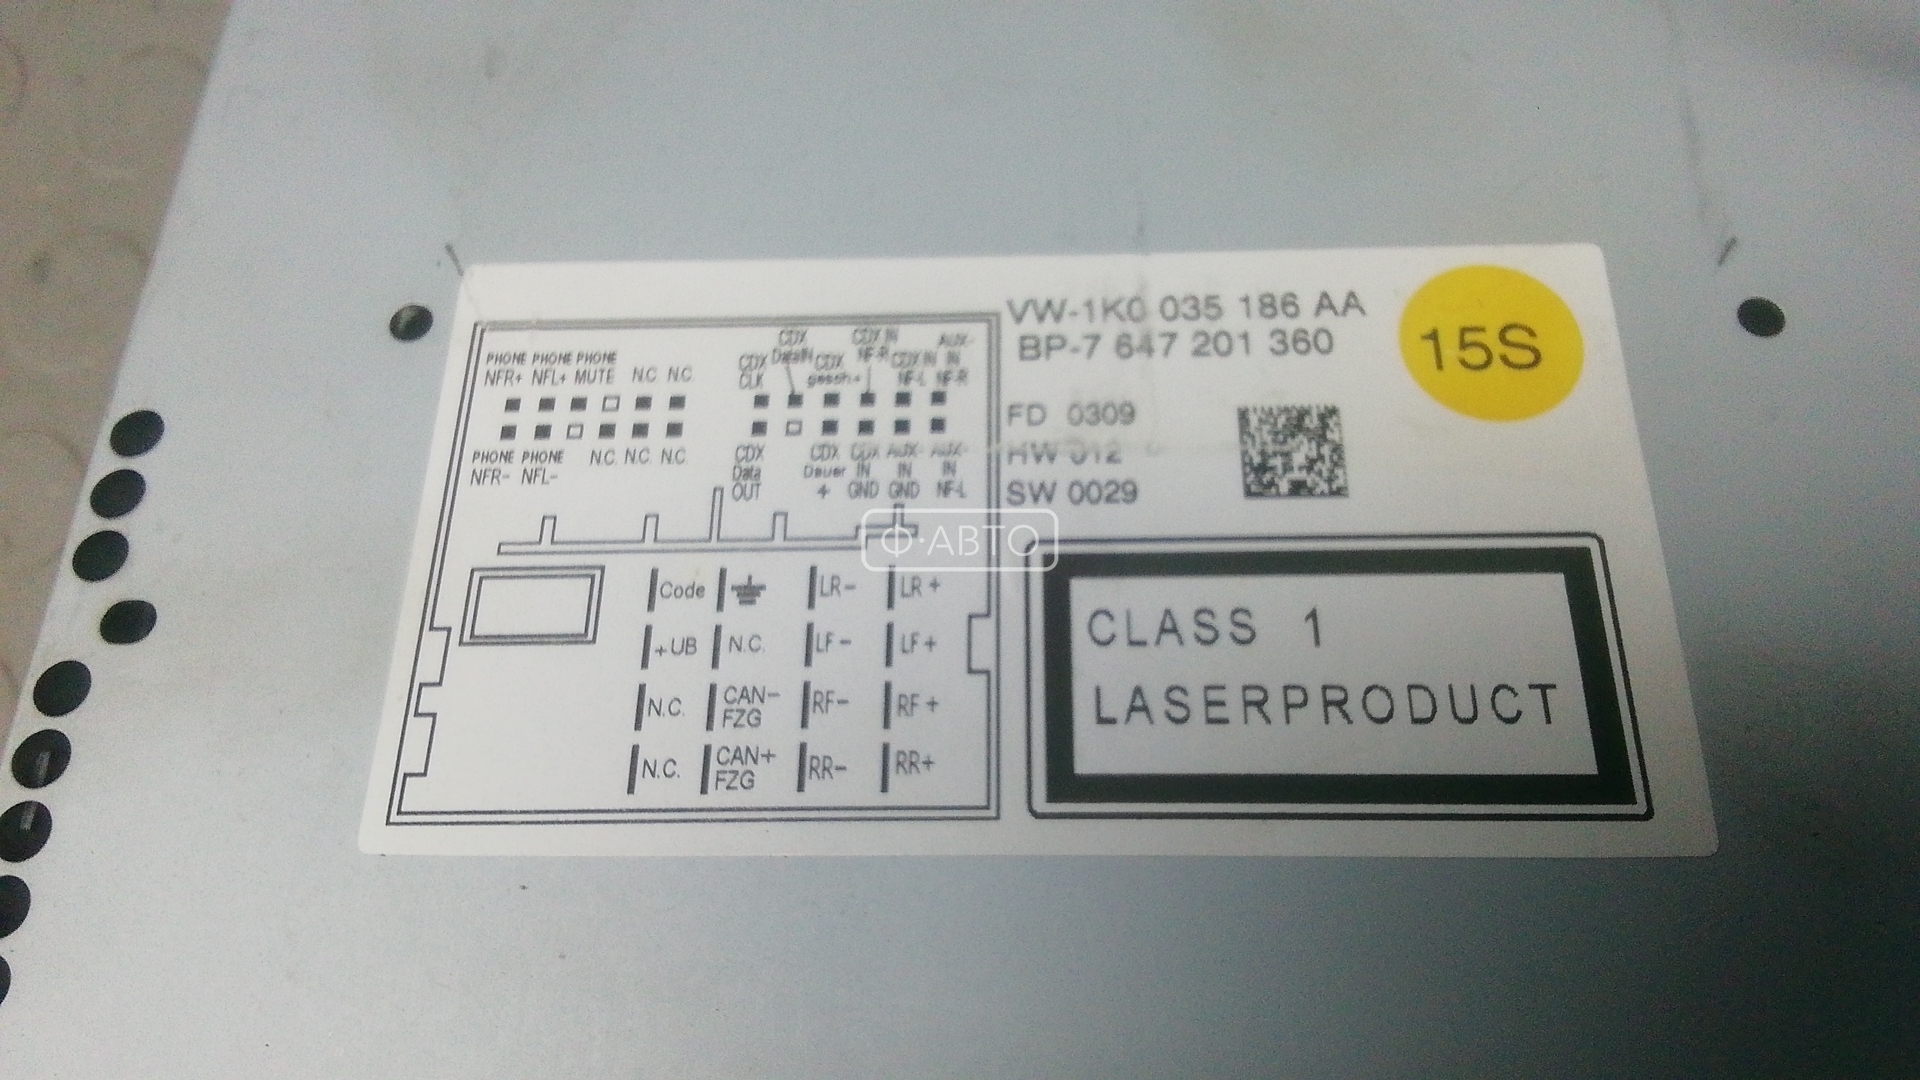 VW-1K0 035 186 AA
BP-7 647 201 360
15S
FD 0309
HW 012
SW 0029
CDX CDX IN AUX-
PHONE PHONE PHONE CDX DataIN CDX NF-R CDX IN IN
NFR+ NFL+ MUTE N.C. N.C. CLK gesch+ NF-L NF-R
PHONE PHONE N.C. N.C. N.C. CDX CDX CDX AUX- AUX-
NFR- NFL- Data Dauer IN IN IN
OUT + GND GND NF-L
Ф·АВТО
Code LR- LR+
+UB N.C. LF- LF+
N.C. CAN- FZG RF- RF+
N.C. CAN+ FZG RR- RR+
CLASS 1
LASERPRODUCT